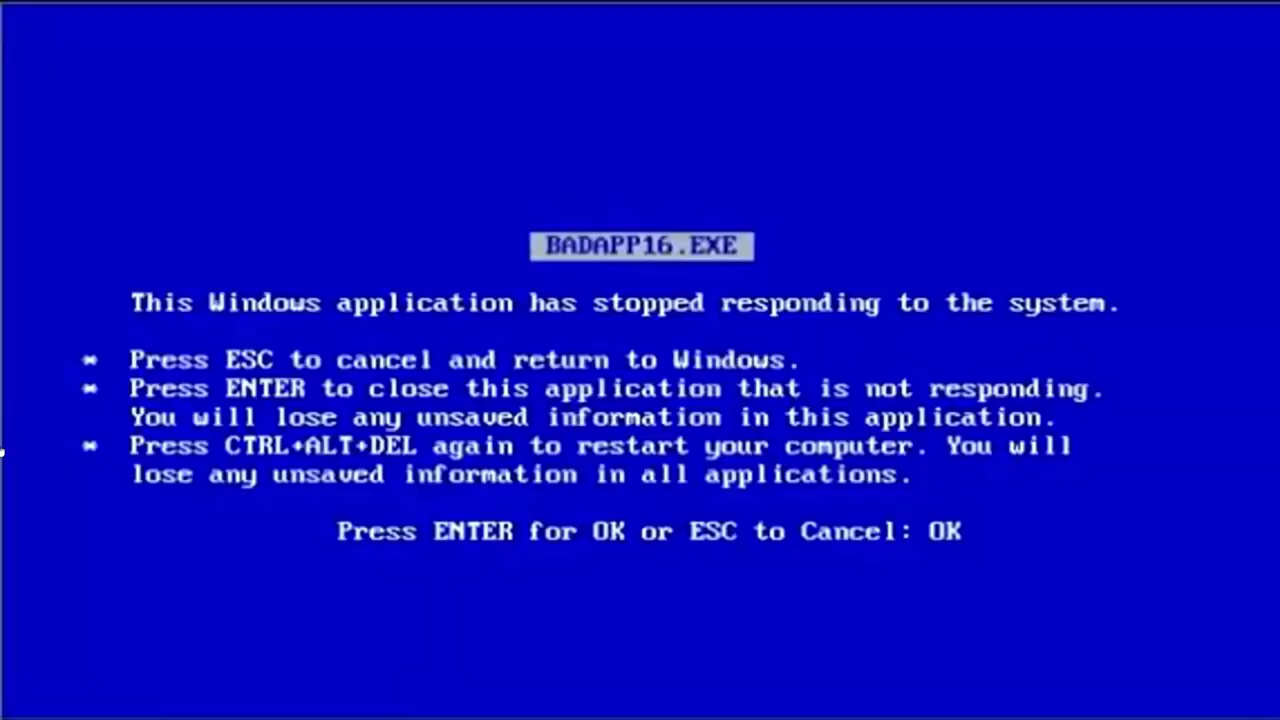 BADAPP16.EXE
This Windows application has stopped responding to the system.
* Press ESC to cancel and return to Windows.
* Press ENTER to close this application that is not responding.
You will lose any unsaved information in this application.
* Press CTRL+ALT+DEL again to restart your computer. You will
lose any unsaved information in all applications.
Press ENTER for OK or ESC to Cancel: OK